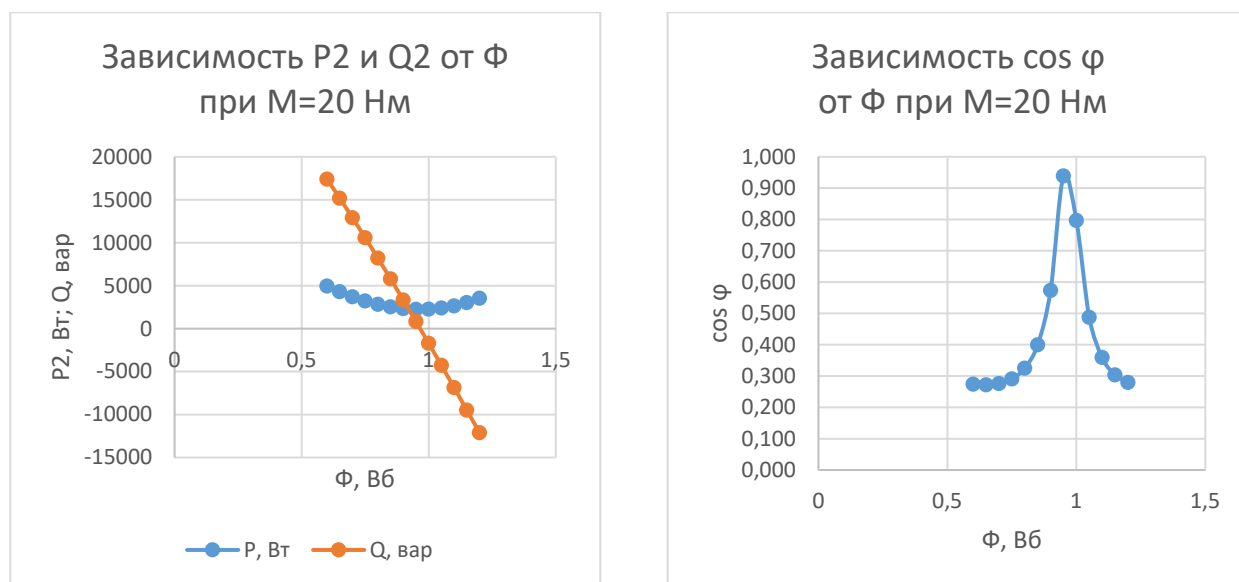 Зависимость P2 и Q2 от Ф
при М=20 Нм
20000
15000
10000
5000
0
-5000
-10000
-15000
0
0,5
1
1,5
P2, Вт; Q, вар
Ф, Вб
P, Вт
Q, вар
Зависимость cos φ
от Ф при М=20 Нм
1,000
0,900
0,800
0,700
0,600
0,500
0,400
0,300
0,200
0,100
0,000
0
0,5
1
1,5
cos φ
Ф, Вб